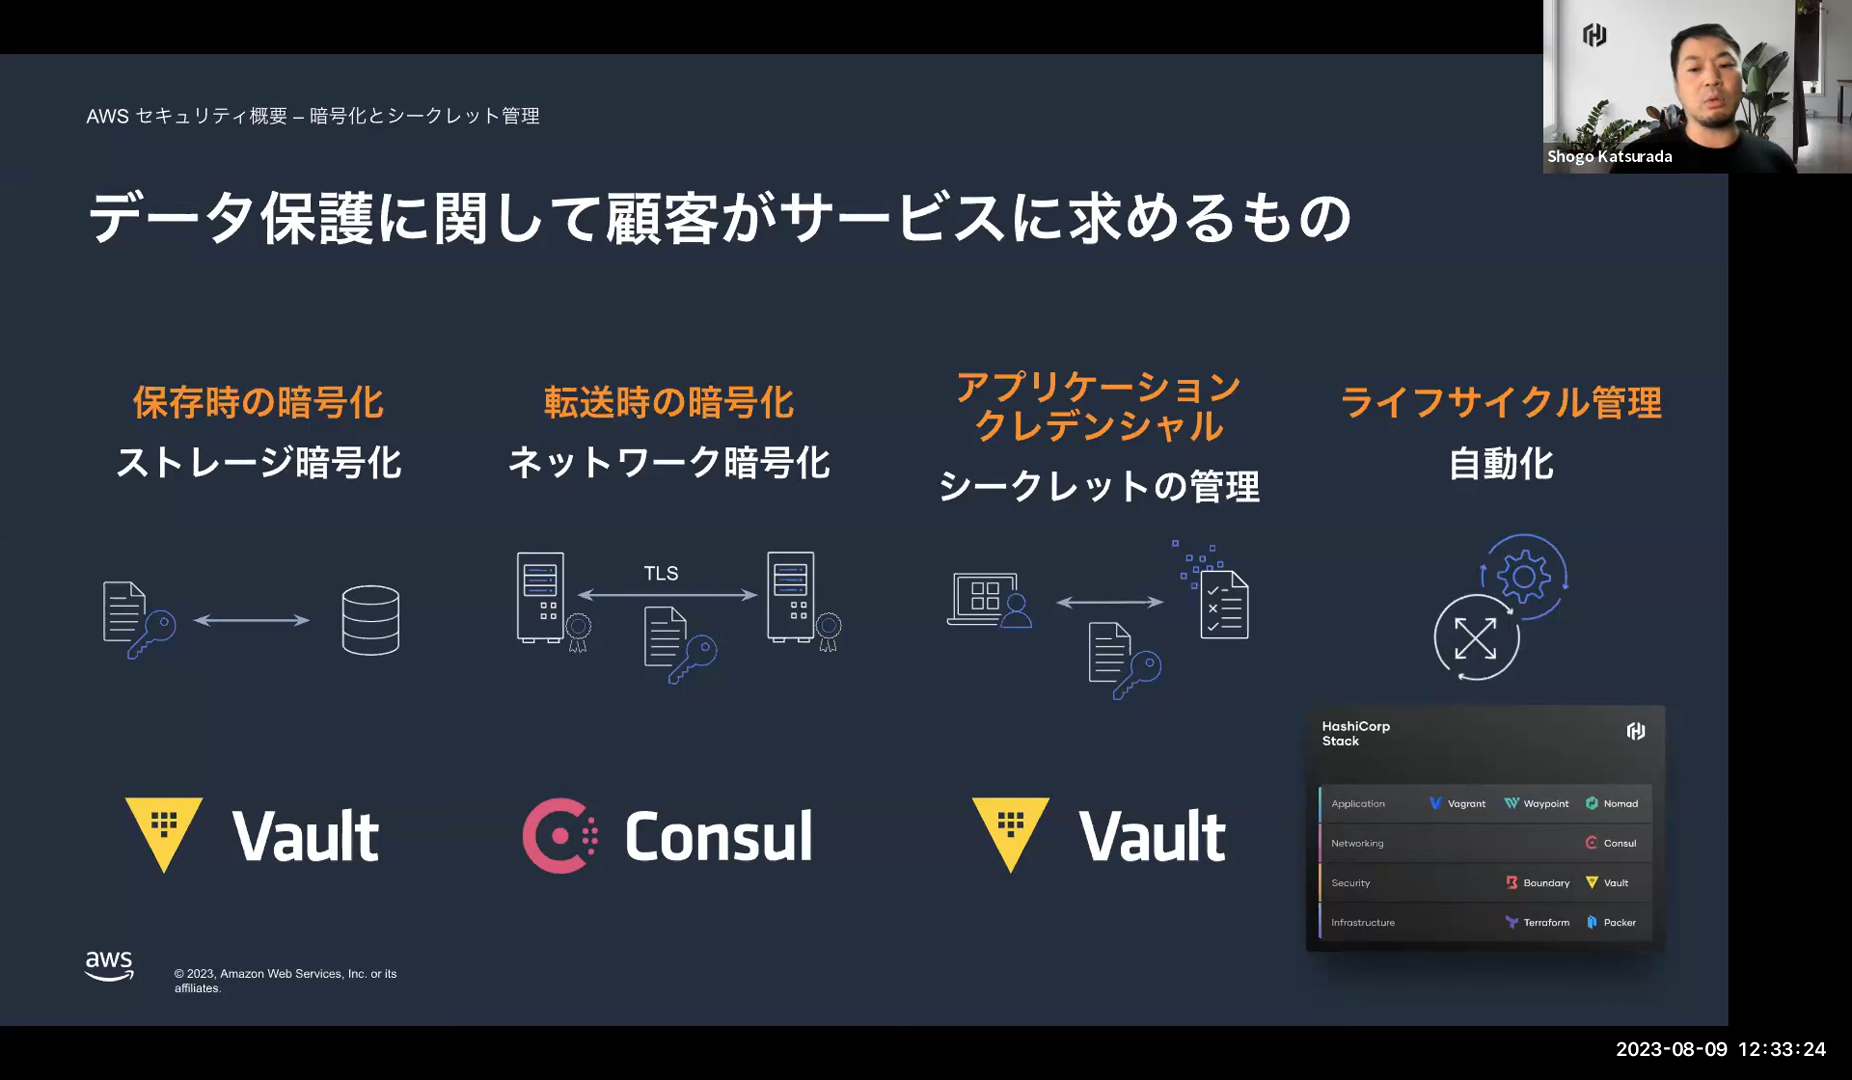 Shogo Katsurada
AWS セキュリティ概要 – 暗号化とシークレット管理
データ保護に関して顧客がサービスに求めるもの
保存時の暗号化
ストレージ暗号化
転送時の暗号化
ネットワーク暗号化
TLS
アプリケーション
クレデンシャル
シークレットの管理
ライフサイクル管理
自動化
Vault
Consul
Vault
HashiCorp
Stack
Application Vagrant Waypoint Nomad
Networking Consul
Security Boundary Vault
Infrastructure Terraform Packer
aws
© 2023, Amazon Web Services, Inc. or its
affiliates.
2023-08-09 12:33:24